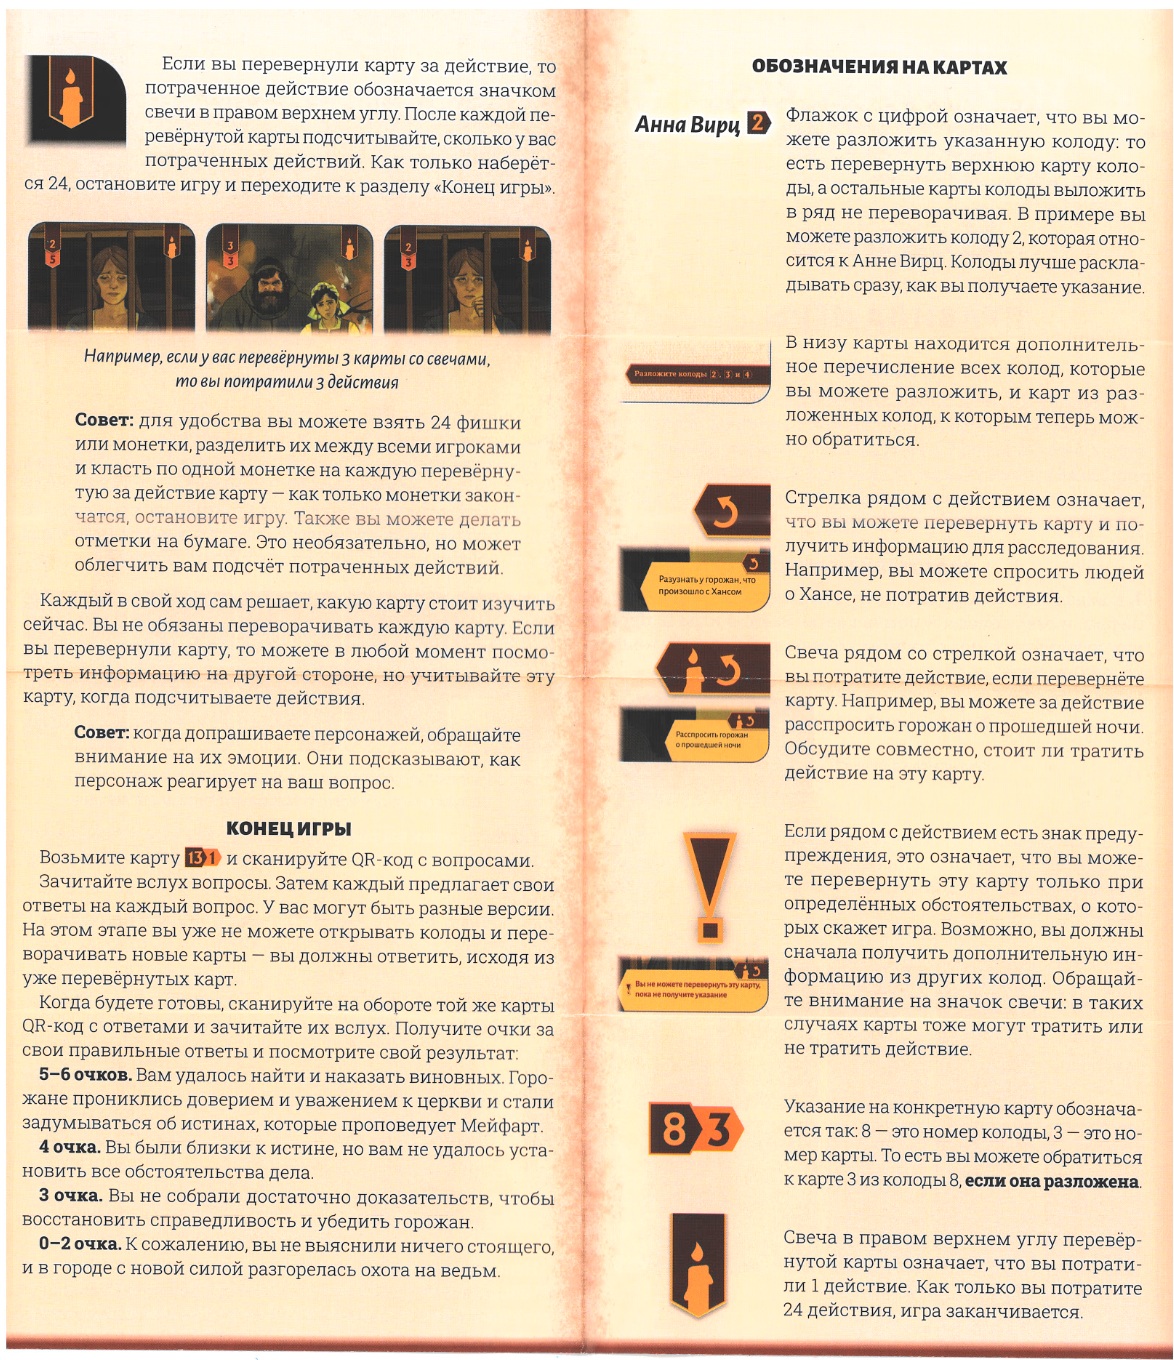 Если вы перевернули карту за действие, то
потраченное действие обозначается значком
свечи в правом верхнем углу. После каждой пе-
ревёрнутой карты подсчитывайте, сколько у вас
потраченных действий. Как только наберёт-
ся 24, остановите игру и переходите к разделу «Конец игры».
2
5
3
3
2
3
Например, если у вас перевёрнуты 3 карты со свечами,
то вы потратили 3 действия
Совет: для удобства вы можете взять 24 фишки
или монетки, разделить их между всеми игроками
и класть по одной монетке на каждую перевёрну-
тую за действие карту — как только монетки закон-
чатся, остановите игру. Также вы можете делать
отметки на бумаге. Это необязательно, но может
облегчить вам подсчёт потраченных действий.
Каждый в свой ход сам решает, какую карту стоит изучить
сейчас. Вы не обязаны переворачивать каждую карту. Если
вы перевернули карту, то можете в любой момент посмо-
треть информацию на другой стороне, но учитывайте эту
карту, когда подсчитываете действия.
Совет: когда допрашиваете персонажей, обращайте
внимание на их эмоции. Они подсказывают, как
персонаж реагирует на ваш вопрос.
КОНЕЦ ИГРЫ
Возьмите карту 13 1 и сканируйте QR-код с вопросами.
Зачитайте вслух вопросы. Затем каждый предлагает свои
ответы на каждый вопрос. У вас могут быть разные версии.
На этом этапе вы уже не можете открывать колоды и пере-
ворачивать новые карты — вы должны ответить, исходя из
уже перевёрнутых карт.
Когда будете готовы, сканируйте на обороте той же карты
QR-код с ответами и зачитайте их вслух. Получите очки за
свои правильные ответы и посмотрите свой результат:
5–6 очков. Вам удалось найти и наказать виновных. Горо-
жане прониклись доверием и уважением к церкви и стали
задумываться об истинах, которые проповедует Мейфарт.
4 очка. Вы были близки к истине, но вам не удалось уста-
новить все обстоятельства дела.
3 очка. Вы не собрали достаточно доказательств, чтобы
восстановить справедливость и убедить горожан.
0–2 очка. К сожалению, вы не выяснили ничего стоящего,
и в городе с новой силой разгорелась охота на ведьм.
ОБОЗНАЧЕНИЯ НА КАРТАХ
Анна Вирц 2
Флажок с цифрой означает, что вы мо-
жете разложить указанную колоду: то
есть перевернуть верхнюю карту коло-
ды, а остальные карты колоды выложить
в ряд не переворачивая. В примере вы
можете разложить колоду 2, которая отно-
сится к Анне Вирц. Колоды лучше раскла-
дывать сразу, как вы получаете указание.
Разложите колоды 2, 3 и 4
В низу карты находится дополнитель-
ное перечисление всех колод, которые
вы можете разложить, и карт из раз-
ложенных колод, к которым теперь мож-
но обратиться.
Разузнать у горожан, что
произошло с Хансом
Стрелка рядом с действием означает,
что вы можете перевернуть карту и по-
лучить информацию для расследования.
Например, вы можете спросить людей
о Хансе, не потратив действия.
Расспросить горожан
о прошедшей ночи
Свеча рядом со стрелкой означает, что
вы потратите действие, если перевернёте
карту. Например, вы можете за действие
расспросить горожан о прошедшей ночи.
Обсудите совместно, стоит ли тратить
действие на эту карту.
! Вы не можете перевернуть эту карту,
пока не получите указание
Если рядом с действием есть знак преду-
преждения, это означает, что вы може-
те перевернуть эту карту только при
определённых обстоятельствах, о кото-
рых скажет игра. Возможно, вы должны
сначала получить дополнительную ин-
формацию из других колод. Обращай-
те внимание на значок свечи: в таких
случаях карты тоже могут тратить или
не тратить действие.
8 3
Указание на конкретную карту обознача-
ется так: 8 — это номер колоды, 3 — это но-
мер карты. То есть вы можете обратиться
к карте 3 из колоды 8, если она разложена.
Свеча в правом верхнем углу перевёр-
нутой карты означает, что вы потрати-
ли 1 действие. Как только вы потратите
24 действия, игра заканчивается.